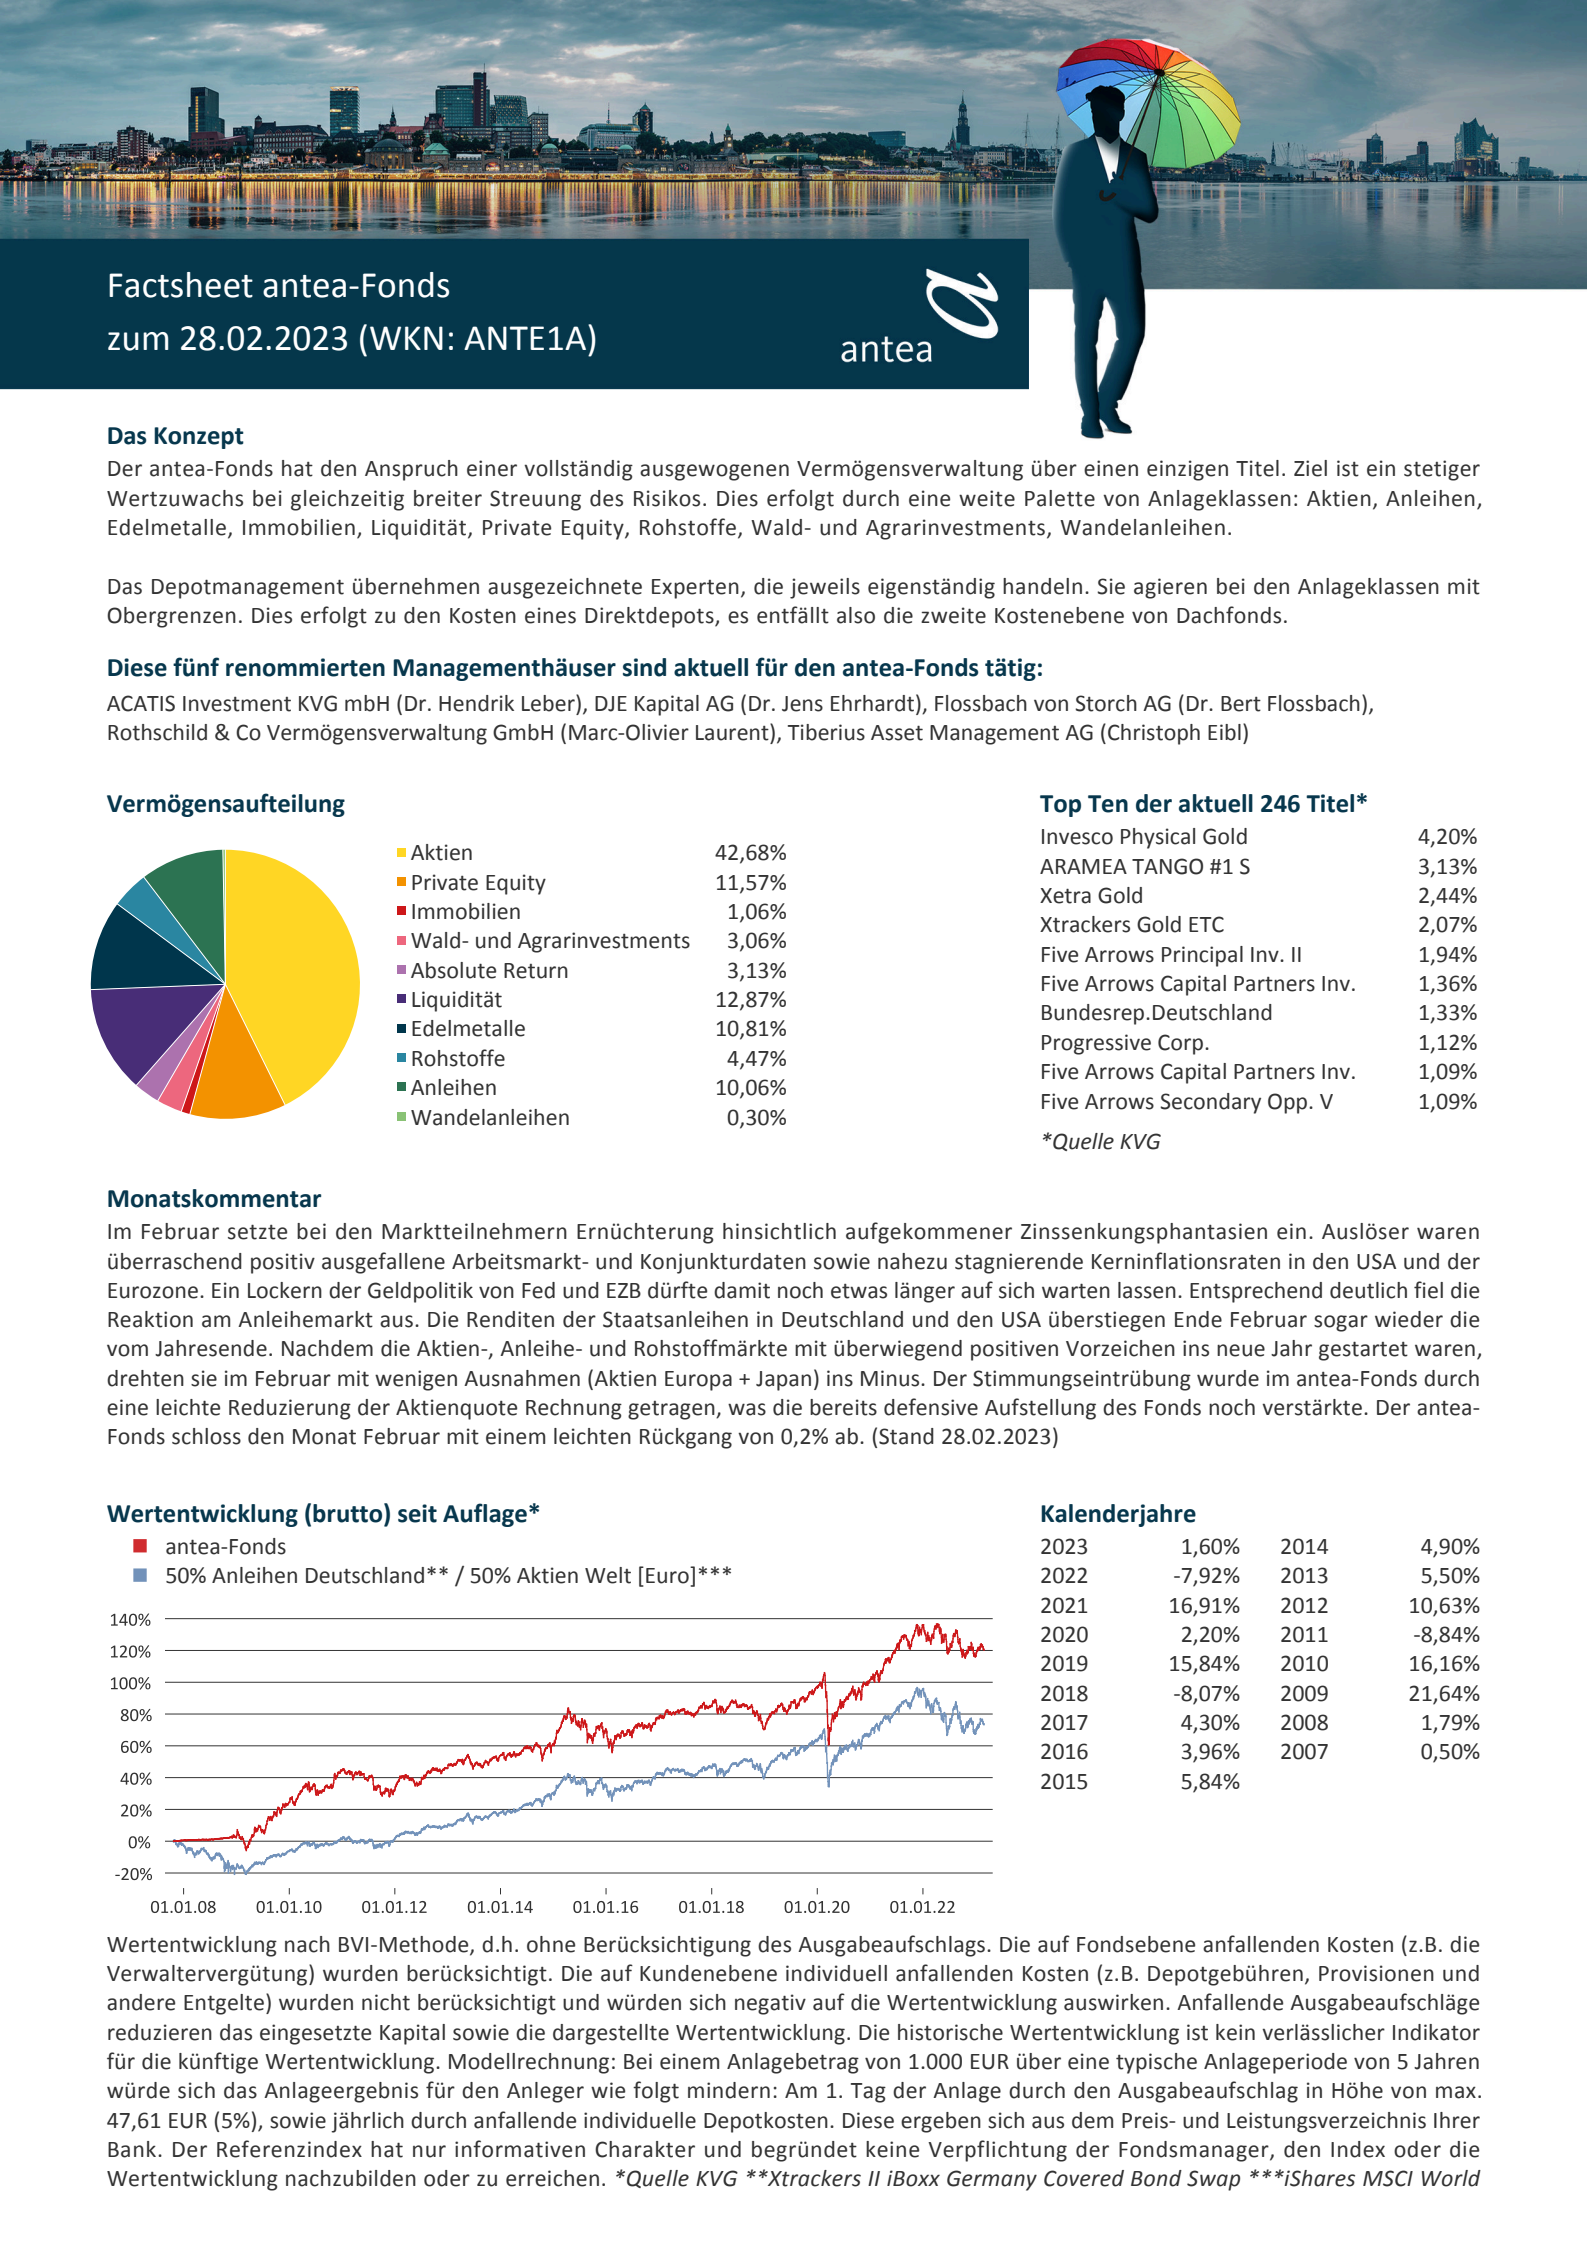 Factsheet antea-Fonds
zum 28.02.2023 (WKN: ANTE1A)
antea
Das Konzept
Der antea-Fonds hat den Anspruch einer vollständig ausgewogenen Vermögensverwaltung über einen einzigen Titel. Ziel ist ein stetiger
Wertzuwachs bei gleichzeitig breiter Streuung des Risikos. Dies erfolgt durch eine weite Palette von Anlageklassen: Aktien, Anleihen,
Edelmetalle, Immobilien, Liquidität, Private Equity, Rohstoffe, Wald- und Agrarinvestments, Wandelanleihen.
Das Depotmanagement übernehmen ausgezeichnete Experten, die jeweils eigenständig handeln. Sie agieren bei den Anlageklassen mit
Obergrenzen. Dies erfolgt zu den Kosten eines Direktdepots, es entfällt also die zweite Kostenebene von Dachfonds.
Diese fünf renommierten Managementhäuser sind aktuell für den antea-Fonds tätig:
ACATIS Investment KVG mbH (Dr. Hendrik Leber), DJE Kapital AG (Dr. Jens Ehrhardt), Flossbach von Storch AG (Dr. Bert Flossbach),
Rothschild & Co Vermögensverwaltung GmbH (Marc-Olivier Laurent), Tiberius Asset Management AG (Christoph Eibl)
Vermögensaufteilung
Aktien 42,68%
Private Equity 11,57%
Immobilien 1,06%
Wald- und Agrarinvestments 3,06%
Absolute Return 3,13%
Liquidität 12,87%
Edelmetalle 10,81%
Rohstoffe 4,47%
Anleihen 10,06%
Wandelanleihen 0,30%
Top Ten der aktuell 246 Titel*
Invesco Physical Gold 4,20%
ARAMEA TANGO #1 S 3,13%
Xetra Gold 2,44%
Xtrackers Gold ETC 2,07%
Five Arrows Principal Inv. II 1,94%
Five Arrows Capital Partners Inv. 1,36%
Bundesrep.Deutschland 1,33%
Progressive Corp. 1,12%
Five Arrows Capital Partners Inv. 1,09%
Five Arrows Secondary Opp. V 1,09%
*Quelle KVG
Monatskommentar
Im Februar setzte bei den Marktteilnehmern Ernüchterung hinsichtlich aufgekommener Zinssenkungsphantasien ein. Auslöser waren
überraschend positiv ausgefallene Arbeitsmarkt- und Konjunkturdaten sowie nahezu stagnierende Kerninflationsraten in den USA und der
Eurozone. Ein Lockern der Geldpolitik von Fed und EZB dürfte damit noch etwas länger auf sich warten lassen. Entsprechend deutlich fiel die
Reaktion am Anleihemarkt aus. Die Renditen der Staatsanleihen in Deutschland und den USA überstiegen Ende Februar sogar wieder die
vom Jahresende. Nachdem die Aktien-, Anleihe- und Rohstoffmärkte mit überwiegend positiven Vorzeichen ins neue Jahr gestartet waren,
drehten sie im Februar mit wenigen Ausnahmen (Aktien Europa + Japan) ins Minus. Der Stimmungseintrübung wurde im antea-Fonds durch
eine leichte Reduzierung der Aktienquote Rechnung getragen, was die bereits defensive Aufstellung des Fonds noch verstärkte. Der antea-
Fonds schloss den Monat Februar mit einem leichten Rückgang von 0,2% ab. (Stand 28.02.2023)
Wertentwicklung (brutto) seit Auflage*
antea-Fonds
50% Anleihen Deutschland** / 50% Aktien Welt [Euro]***
140%
120%
100%
80%
60%
40%
20%
0%
-20%
01.01.08 01.01.10 01.01.12 01.01.14 01.01.16 01.01.18 01.01.20 01.01.22
Kalenderjahre
2023 1,60% 2014 4,90%
2022 -7,92% 2013 5,50%
2021 16,91% 2012 10,63%
2020 2,20% 2011 -8,84%
2019 15,84% 2010 16,16%
2018 -8,07% 2009 21,64%
2017 4,30% 2008 1,79%
2016 3,96% 2007 0,50%
2015 5,84%
Wertentwicklung nach BVI-Methode, d.h. ohne Berücksichtigung des Ausgabeaufschlags. Die auf Fondsebene anfallenden Kosten (z.B. die
Verwaltervergütung) wurden berücksichtigt. Die auf Kundenebene individuell anfallenden Kosten (z.B. Depotgebühren, Provisionen und
andere Entgelte) wurden nicht berücksichtigt und würden sich negativ auf die Wertentwicklung auswirken. Anfallende Ausgabeaufschläge
reduzieren das eingesetzte Kapital sowie die dargestellte Wertentwicklung. Die historische Wertentwicklung ist kein verlässlicher Indikator
für die künftige Wertentwicklung. Modellrechnung: Bei einem Anlagebetrag von 1.000 EUR über eine typische Anlageperiode von 5 Jahren
würde sich das Anlageergebnis für den Anleger wie folgt mindern: Am 1. Tag der Anlage durch den Ausgabeaufschlag in Höhe von max.
47,61 EUR (5%), sowie jährlich durch anfallende individuelle Depotkosten. Diese ergeben sich aus dem Preis- und Leistungsverzeichnis Ihrer
Bank. Der Referenzindex hat nur informativen Charakter und begründet keine Verpflichtung der Fondsmanager, den Index oder die
Wertentwicklung nachzubilden oder zu erreichen. *Quelle KVG **Xtrackers II iBoxx Germany Covered Bond Swap ***iShares MSCI World